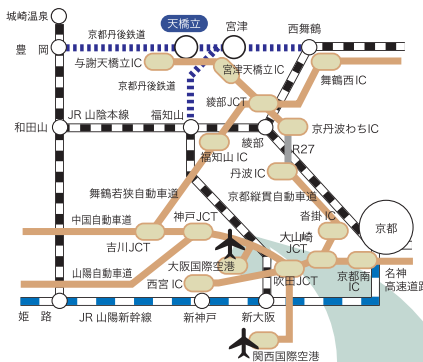 城崎温泉
天橋立
宮津
西舞鶴
京都丹後鉄道
豊　岡
与謝天橋立IC
宮津天橋立IC
舞鶴西IC
京都丹後鉄道
綾部JCT
JR 山陰本線
福知山
和田山
綾部
京丹波わちIC
福知山 IC
R27
丹波IC
舞鶴若狭自動車道
京都縦貫自動車道
沓掛 IC
中国自動車道
神戸JCT
京都
大山崎
JCT
吉川JCT
大阪国際空港
山陽自動車道
西宮 IC
吹田JCT
京都南
IC
名神
高速道路
姫　路
JR 山陽新幹線
新神戸
新大阪
関西国際空港